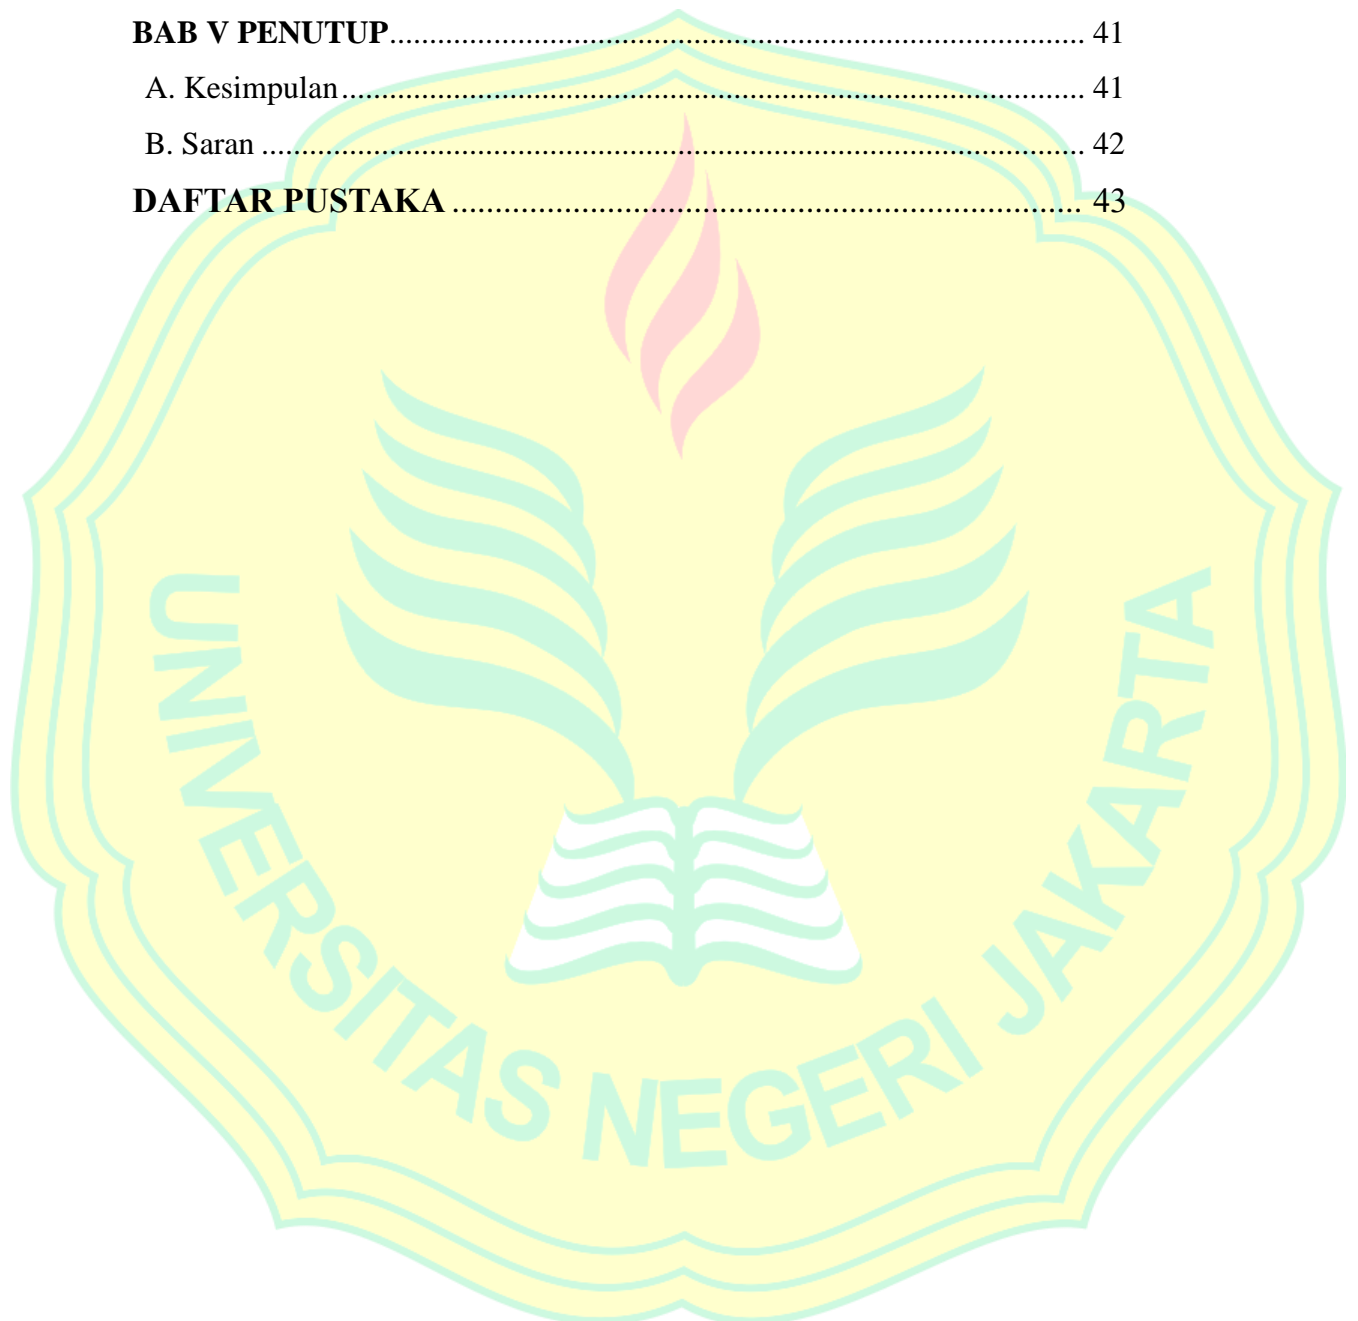 BAB V PENUTUP........................................................................ 41
A. Kesimpulan............................................................................. 41
B. Saran ..................................................................................... 42
DAFTAR PUSTAKA ......................................................................... 43
UNIVERSITAS NEGERI JAKARTA